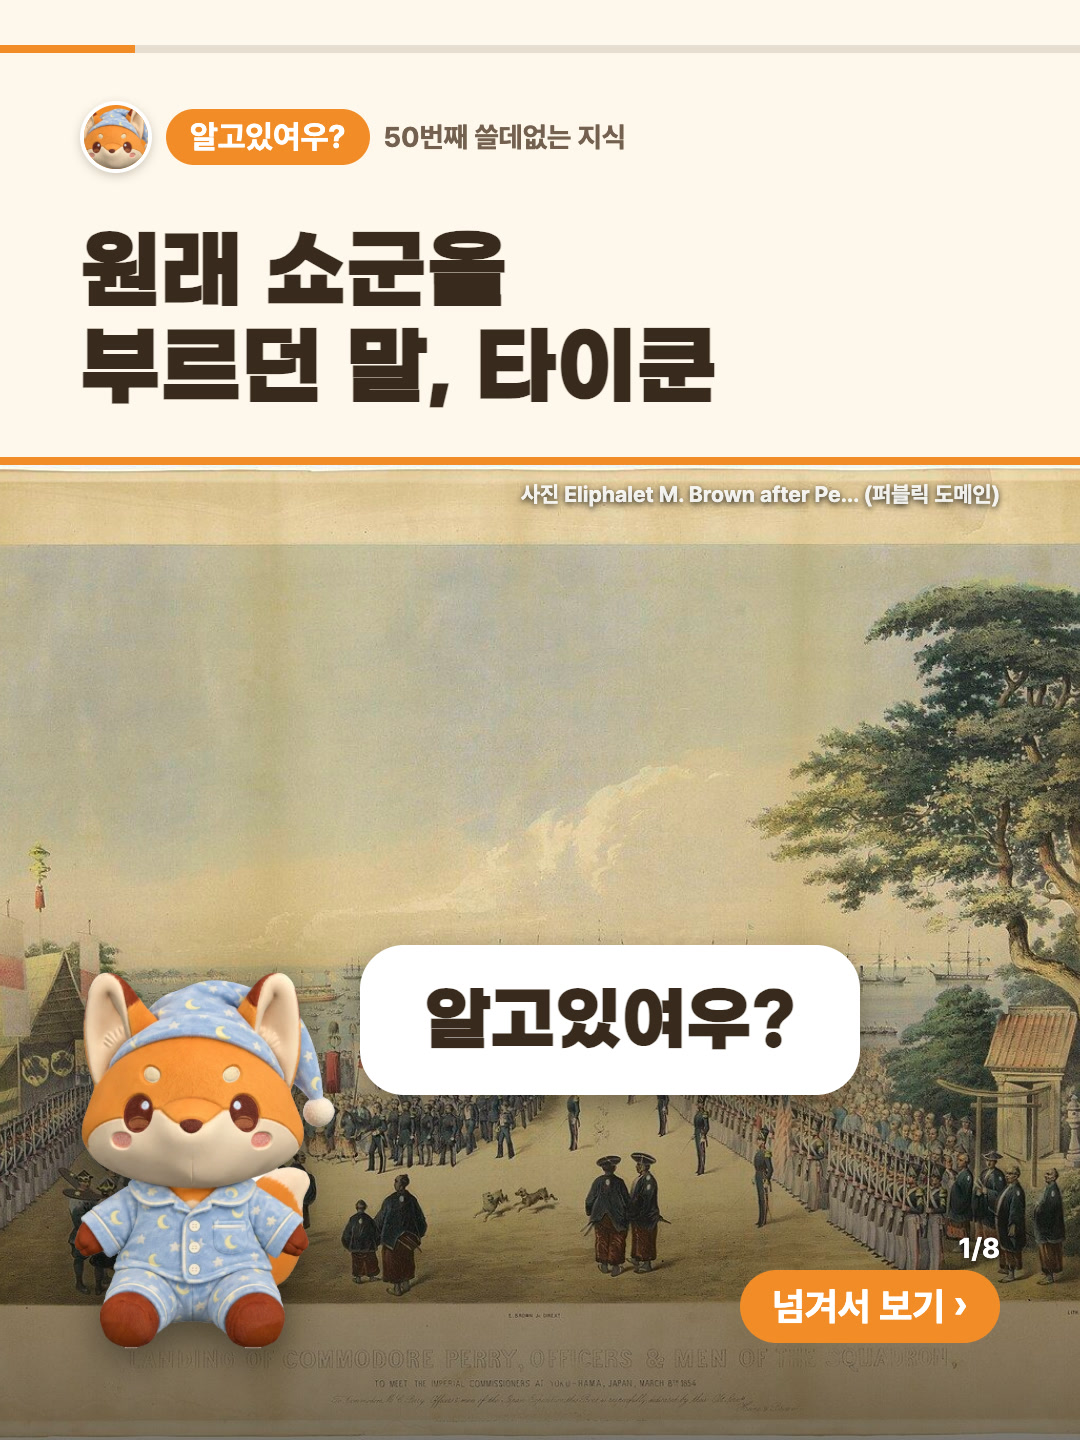 알고있여우? 50번째 쓸데없는 지식
원래 쇼군을
부르던 말, 타이쿤
사진 Eliphalet M. Brown after Pe... (퍼블릭 도메인)
알고있여우?
1/8
넘겨서 보기 ›
E. BROWN Jr. DIREXT
LANDING OF COMMODORE PERRY, OFFICERS & MEN OF THE SQUADRON,
TO MEET THE IMPERIAL COMMISSIONERS AT YOKU-HAMA, JAPAN, MARCH 8TH 1854